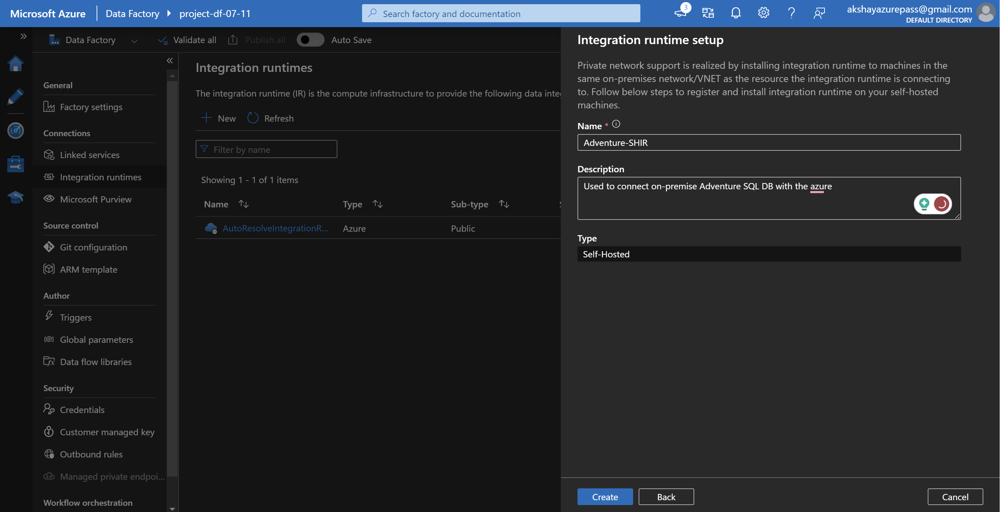 Microsoft Azure
Data Factory
project-df-07-11
Search factory and documentation
3
akshayazurepass@gmail.com
DEFAULT DIRECTORY
Data Factory
Validate all
Publish all
Auto Save
General
Factory settings
Connections
Linked services
Integration runtimes
Microsoft Purview
Source control
Git configuration
ARM template
Author
Triggers
Global parameters
Data flow libraries
Security
Credentials
Customer managed key
Outbound rules
Managed private endpoi...
Workflow orchestration
Integration runtimes
The integration runtime (IR) is the compute infrastructure to provide the following data inte
New
Refresh
Filter by name
Showing 1 - 1 of 1 items
Name Type Sub-type
AutoResolveIntegrationR... Azure Public
Integration runtime setup
Private network support is realized by installing integration runtime to machines in the
same on-premises network/VNET as the resource the integration runtime is connecting
to. Follow below steps to register and install integration runtime on your self-hosted
machines.
Name *
Adventure-SHIR
Description
Used to connect on-premise Adventure SQL DB with the azure
Type
Self-Hosted
Create
Back
Cancel